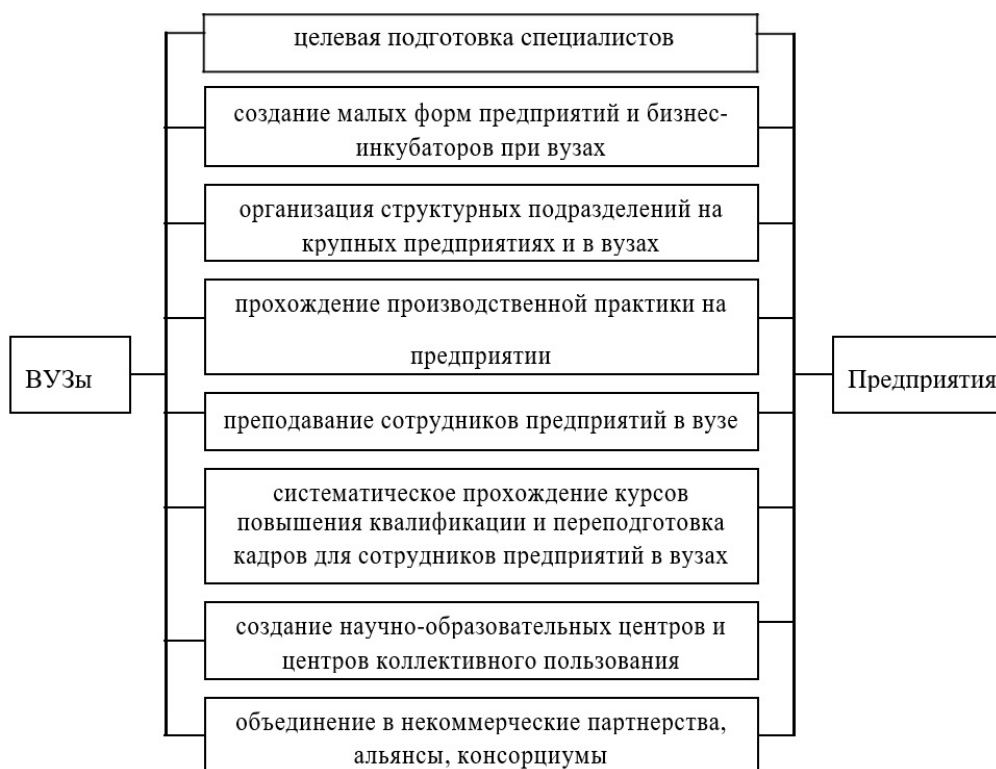 целевая подготовка специалистов
создание малых форм предприятий и бизнес-
инкубаторов при вузах
организация структурных подразделений на
крупных предприятиях и в вузах
прохождение производственной практики на
предприятии
ВУЗы
Предприятия
преподавание сотрудников предприятий в вузе
систематическое прохождение курсов
повышения квалификации и переподготовка
кадров для сотрудников предприятий в вузах
создание научно-образовательных центров и
центров коллективного пользования
объединение в некоммерческие партнерства,
альянсы, консорциумы